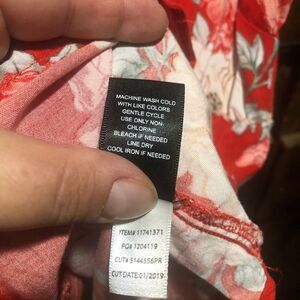 MACHINE WASH COLD
WITH LIKE COLORS
GENTLE CYCLE
USE ONLY NON-
CHLORINE
BLEACH IF NEEDED
LINE DRY
COOL IRON IF NEEDED
ITEM# 11741371
PO# 1204119
CUT# 5144556PR
CUT DATE:01/2019